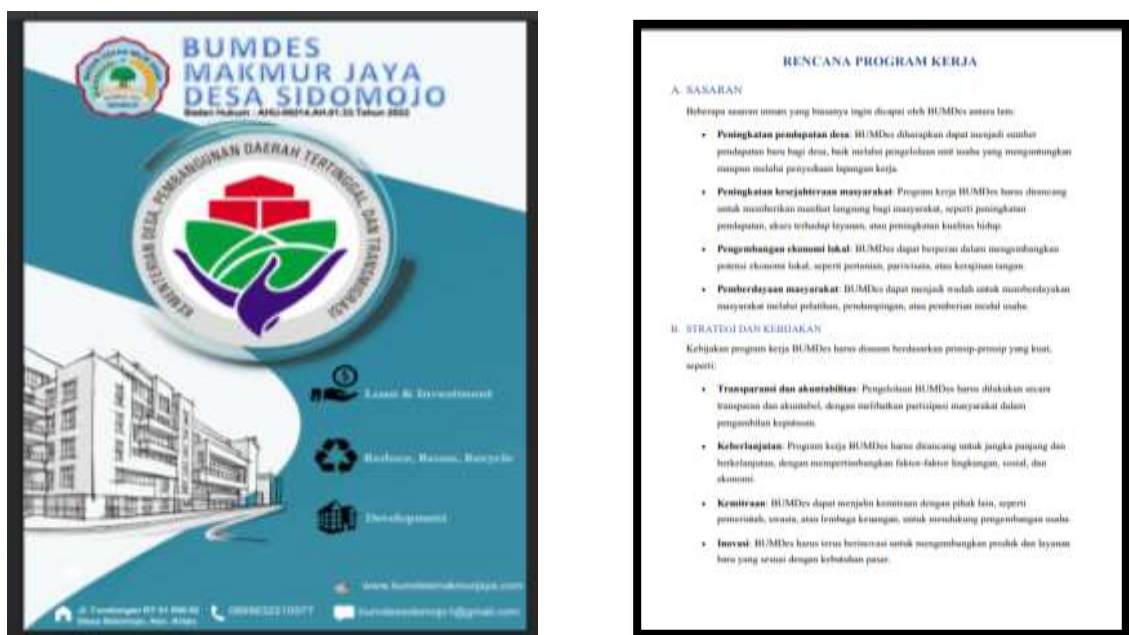 BUMDES
MAKMUR JAYA
DESA SIDOMOJO
Badan Hukum : Tahun 2022
KEMENTERIAN DESA, PEMBANGUNAN DAERAH TERTINGGAL, DAN TRANSMIGRASI
Loan & Investment
Reduce, Reuse, Recycle
Development
www.bumdesmakmurjaya.com
RENCANA PROGRAM KERJA
A. SASARAN
Beberapa sasaran umum yang biasanya ingin dicapai oleh BUMDes antara lain:
• Peningkatan pendapatan desa: BUMDes diharapkan dapat menjadi sumber
pendapatan baru bagi desa, baik melalui pengelolaan unit usaha yang menguntungkan
maupun melalui penyediaan lapangan kerja.
• Peningkatan kesejahteraan masyarakat: Program kerja BUMDes harus dirancang
untuk memberikan manfaat langsung bagi masyarakat, seperti peningkatan
pendapatan, akses terhadap layanan, atau peningkatan kualitas hidup.
• Pengembangan ekonomi lokal: BUMDes dapat berperan dalam mengembangkan
potensi ekonomi lokal, seperti pertanian, pariwisata, atau kerajinan tangan.
• Pemberdayaan masyarakat: BUMDes dapat menjadi wadah untuk memberdayakan
masyarakat melalui pelatihan, pendampingan, atau pemberian modal usaha.
B. STRATEGI DAN KEBIJAKAN
Kebijakan program kerja BUMDes harus disusun berdasarkan prinsip-prinsip yang kuat,
seperti:
• Transparansi dan akuntabilitas: Pengelolaan BUMDes harus dilakukan secara
transparan dan akuntabel, dengan melibatkan partisipasi masyarakat dalam
pengambilan keputusan.
• Keberlanjutan: Program kerja BUMDes harus dirancang untuk jangka panjang dan
berkelanjutan, dengan mempertimbangkan faktor-faktor lingkungan, sosial, dan
ekonomi.
• Kemitraan: BUMDes dapat menjalin kemitraan dengan pihak lain, seperti
pemerintah, swasta, atau lembaga keuangan, untuk mendukung pengembangan usaha.
• Inovasi: BUMDes harus terus berinovasi untuk mengembangkan produk dan layanan
baru yang sesuai dengan kebutuhan pasar.